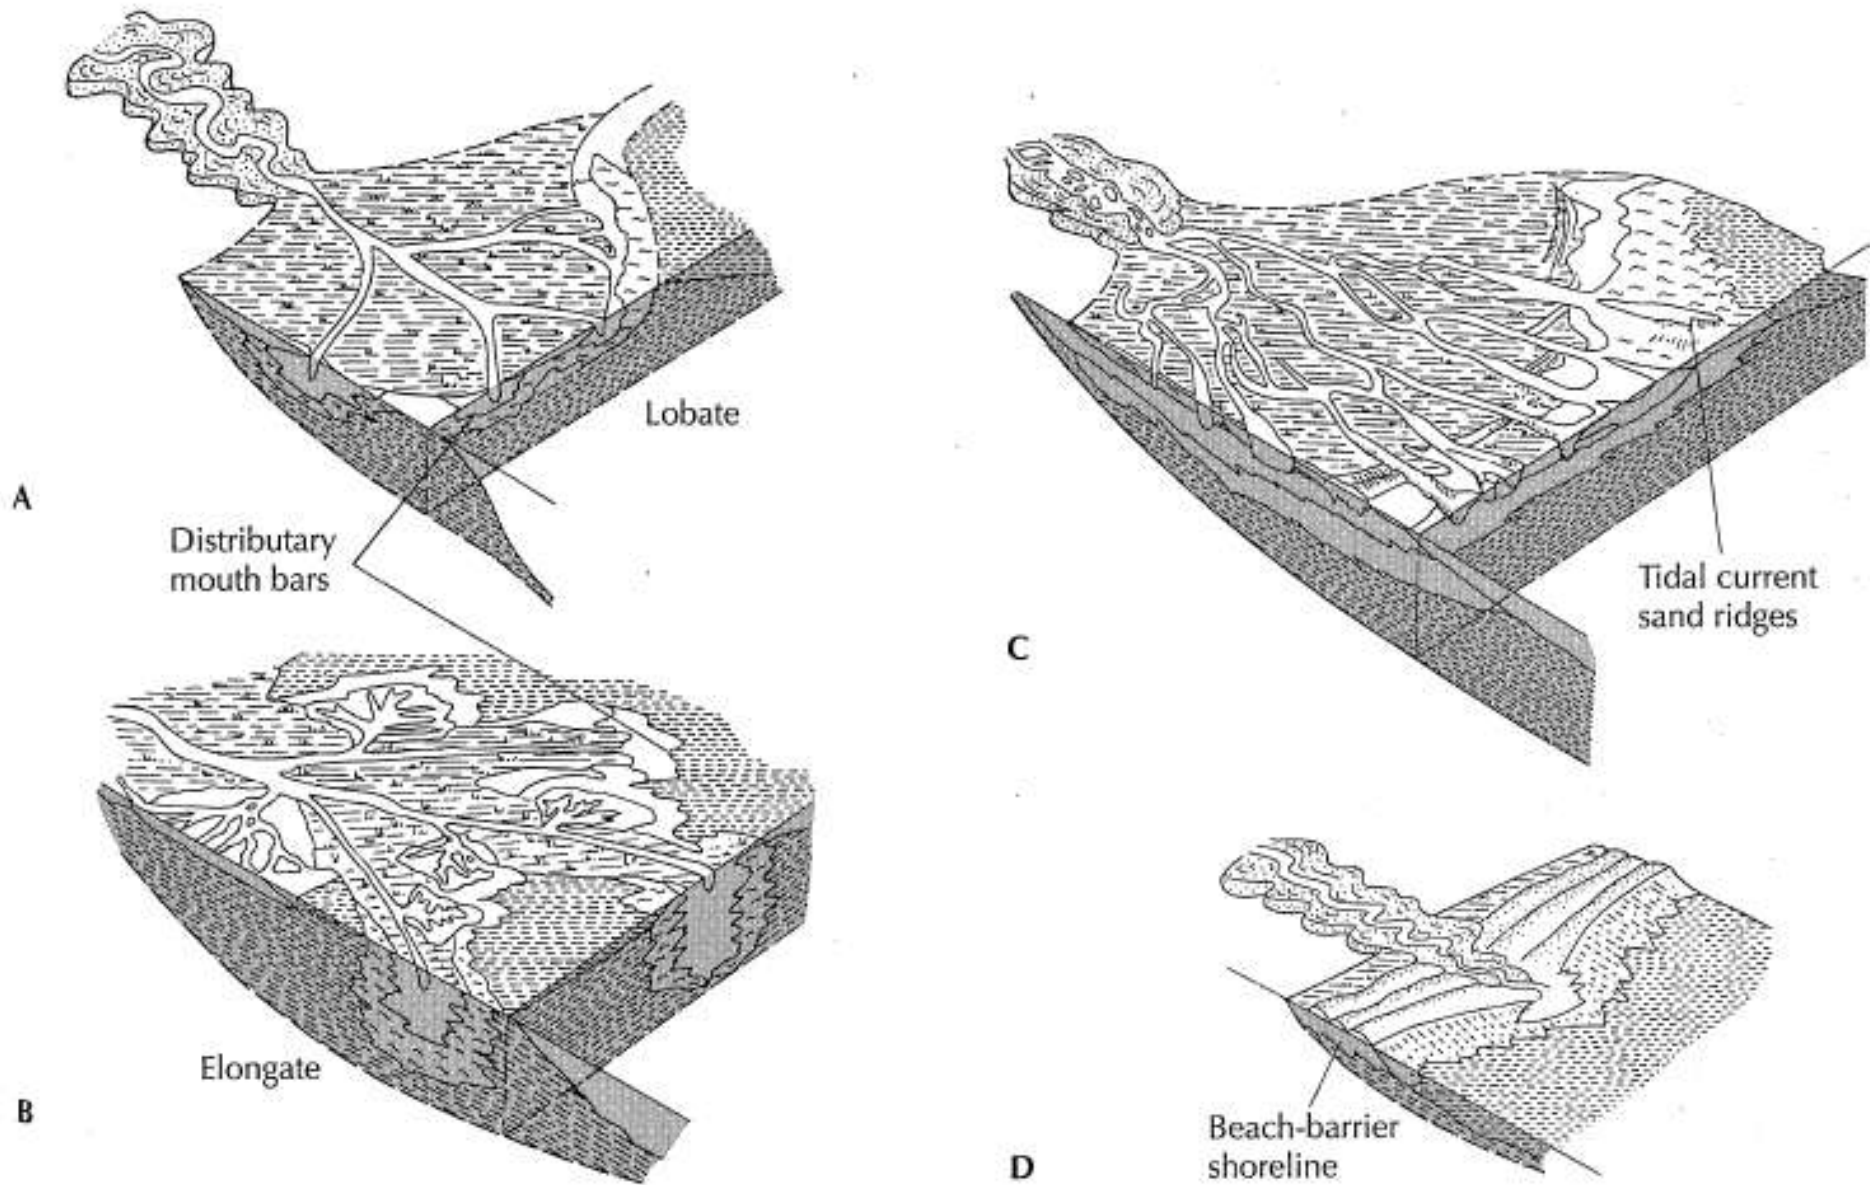 Lobate
A
Distributary
mouth bars
Elongate
B
Tidal current
sand ridges
C
Beach-barrier
shoreline
D